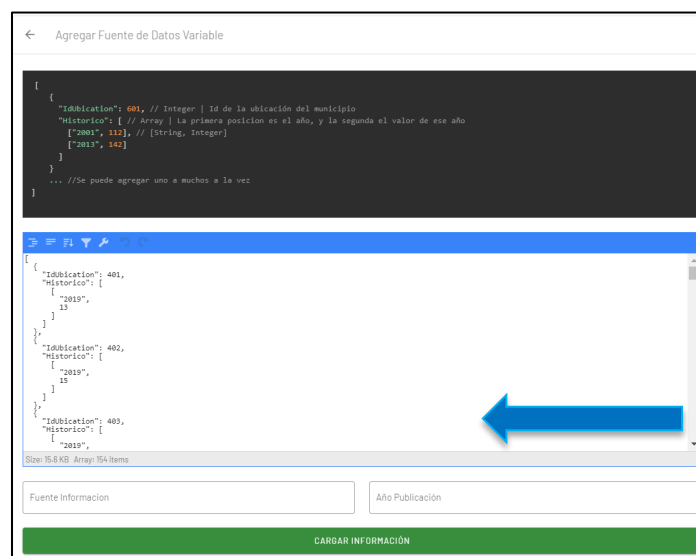 Agregar Fuente de Datos Variable
[
{
"IdUbication": 601, // Integer | Id de la ubicación del municipio
"Historico": [ // Array | La primera posicion es el año, y la segunda el valor de ese año
["2001", 112], // [String, Integer]
["2013", 142]
]
}
... //Se puede agregar uno a muchos a la vez
]
[
{
"IdUbication": 401,
"Historico": [
[
"2019",
13
]
]
},
{
"IdUbication": 402,
"Historico": [
[
"2019",
15
]
]
},
{
"IdUbication": 403,
"Historico": [
[
"2019",
Size: 15.6 KB Array: 154 items
Fuente Informacion
Año Publicación
CARGAR INFORMACIÓN